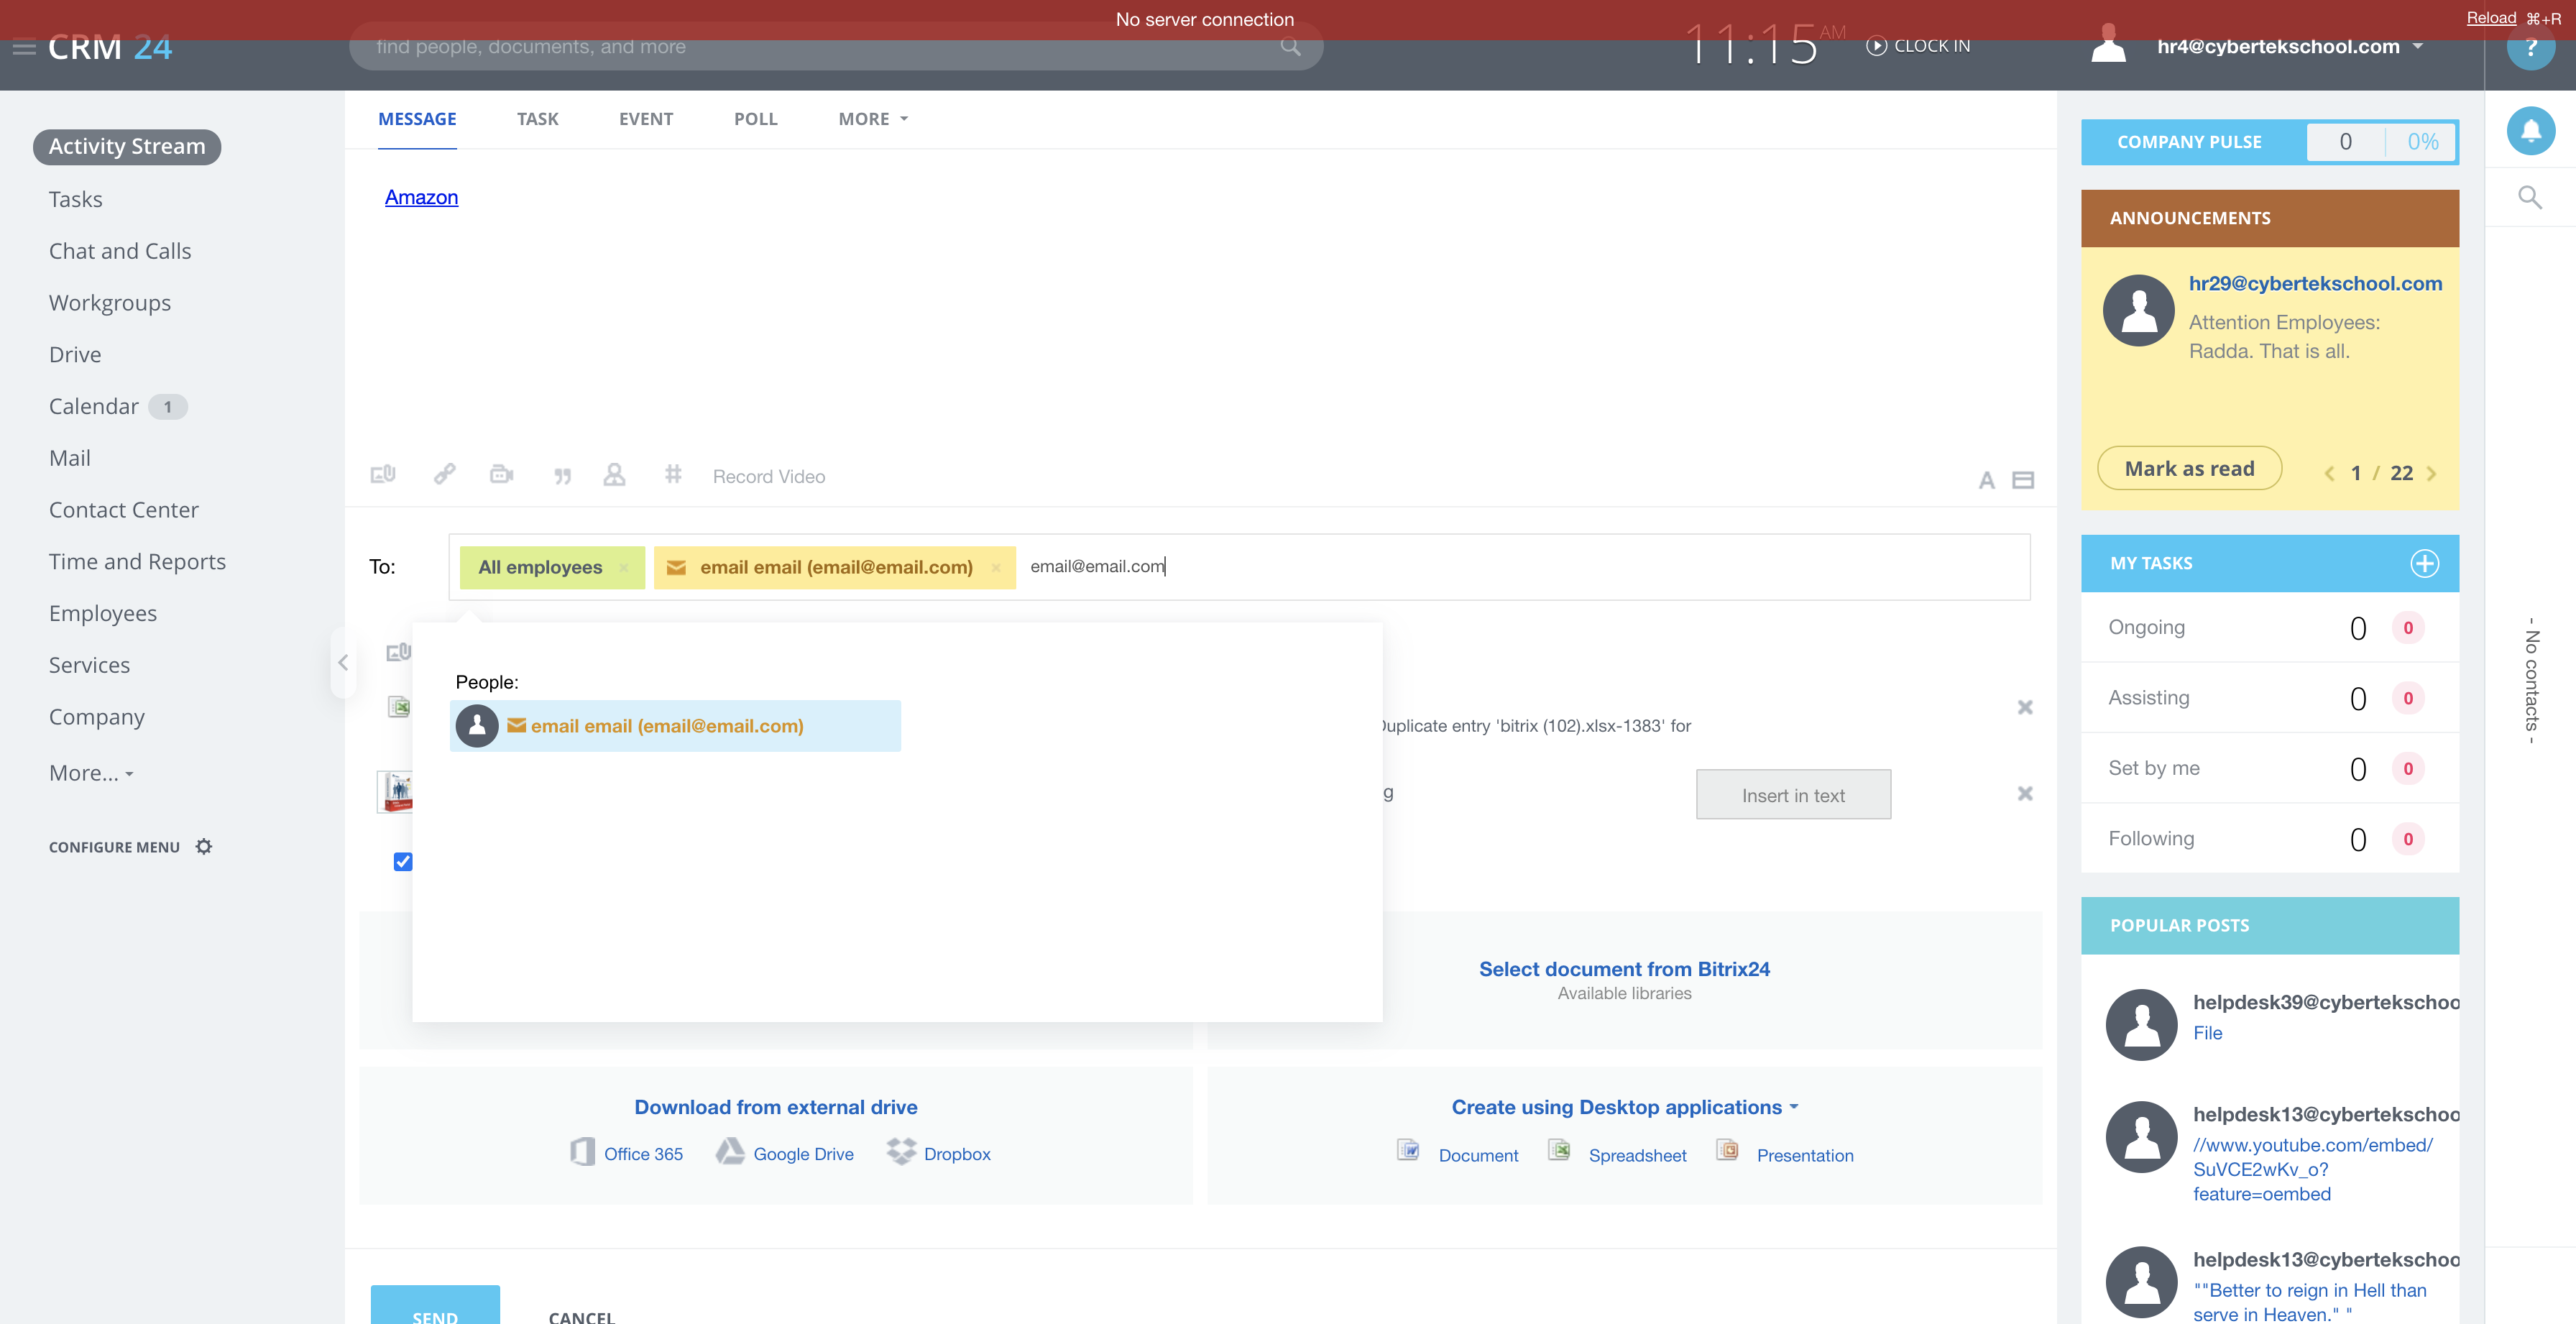 No server connection
Reload ⌘+R
CRM 24
find people, documents, and more
11:15 AM
CLOCK IN
hr4@cybertekschool.com
?
Activity Stream
Tasks
Chat and Calls
Workgroups
Drive
Calendar 1
Mail
Contact Center
Time and Reports
Employees
Services
Company
More...
CONFIGURE MENU
MESSAGE TASK EVENT POLL MORE
Amazon
Record Video
A
To: All employees × email email (email@email.com) × email@email.com
People:
email email (email@email.com)
Duplicate entry 'bitrix (102).xlsx-1383' for
g
Insert in text
Select document from Bitrix24
Available libraries
Download from external drive
Office 365 Google Drive Dropbox
Create using Desktop applications
Document Spreadsheet Presentation
SEND CANCEL
COMPANY PULSE 0 0%
ANNOUNCEMENTS
hr29@cybertekschool.com
Attention Employees:
Radda. That is all.
Mark as read
1 / 22
MY TASKS
Ongoing 0 0
Assisting 0 0
Set by me 0 0
Following 0 0
POPULAR POSTS
helpdesk39@cybertekschoo
File
helpdesk13@cybertekschoo
//www.youtube.com/embed/
SuVCE2wKv_o?
feature=oembed
helpdesk13@cybertekschoo
""Better to reign in Hell than
serve in Heaven." "
- No contacts -